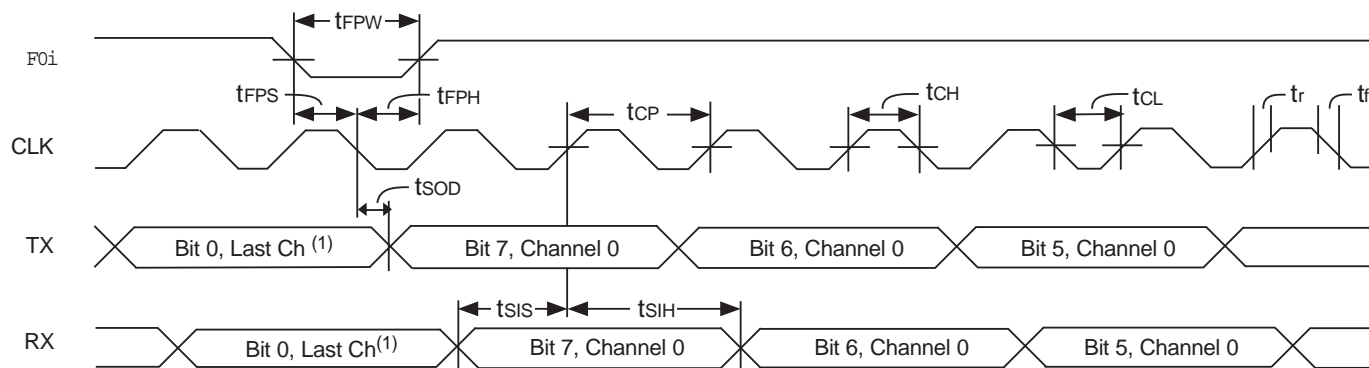 tFPW
F0i
tFPS
tFPH
tCP
tCH
tCL
tr
tf
CLK
tSOD
TX
Bit 0, Last Ch (1)
Bit 7, Channel 0
Bit 6, Channel 0
Bit 5, Channel 0
tSIS
tSIH
RX
Bit 0, Last Ch(1)
Bit 7, Channel 0
Bit 6, Channel 0
Bit 5, Channel 0